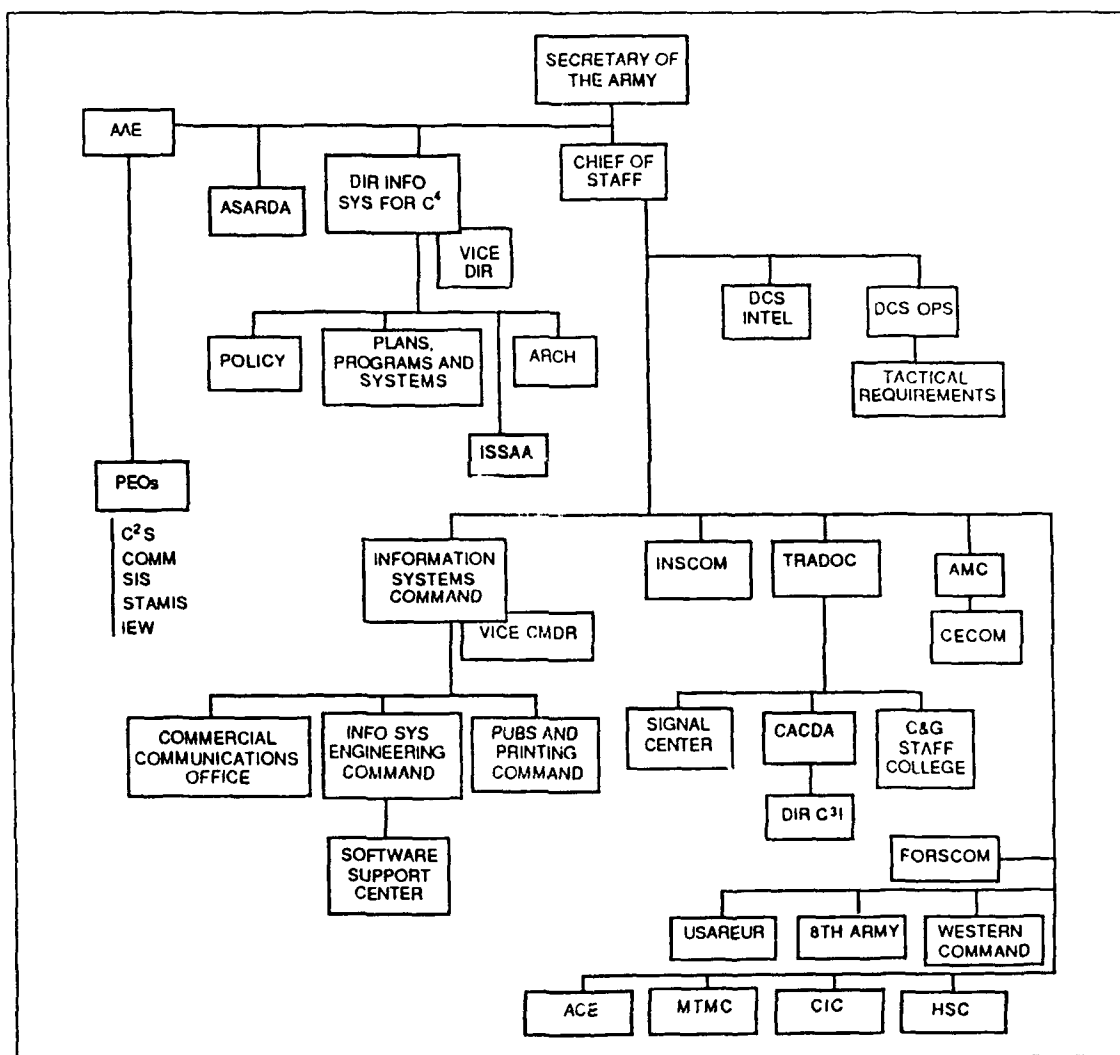 SECRETARY OF
THE ARMY
AAE
CHIEF OF
STAFF
DIR INFO
SYS FOR C⁴
ASARDA
VICE
DIR
DCS
INTEL
DCS OPS
POLICY
PLANS,
PROGRAMS AND
SYSTEMS
ARCH
TACTICAL
REQUIREMENTS
ISSAA
PEOs
C²S
COMM
SIS
STAMIS
IEW
INFORMATION
SYSTEMS
COMMAND
INSCOM
TRADOC
AMC
VICE CMDR
CECOM
COMMERCIAL
COMMUNICATIONS
OFFICE
INFO SYS
ENGINEERING
COMMAND
PUBS AND
PRINTING
COMMAND
SIGNAL
CENTER
CACDA
C&G
STAFF
COLLEGE
DIR C³I
SOFTWARE
SUPPORT
CENTER
FORSCOM
USAREUR
8TH ARMY
WESTERN
COMMAND
ACE
MTMC
CIC
HSC